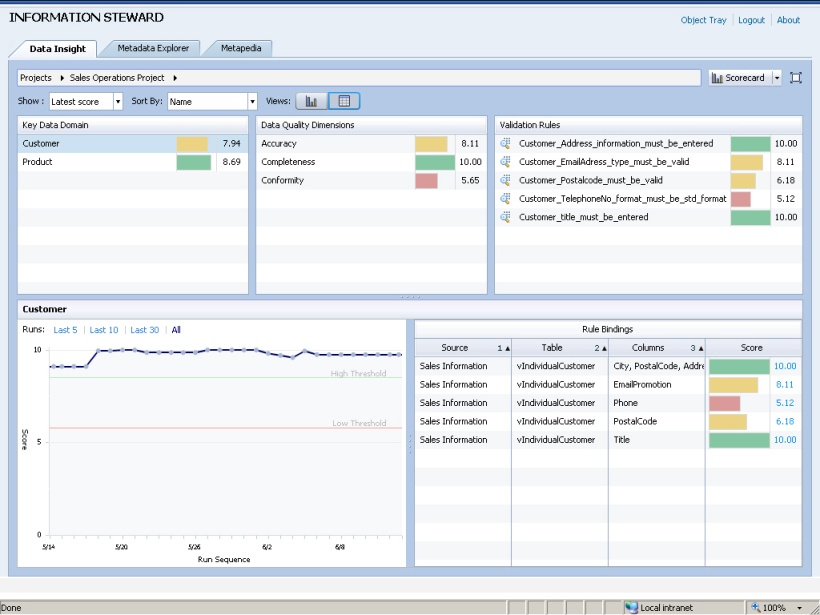 INFORMATION STEWARD
Object Tray Logout About
Data Insight Metadata Explorer Metapedia
Projects Sales Operations Project Scorecard
Show : Latest score Sort By: Name Views:
Key Data Domain Data Quality Dimensions Validation Rules
Customer 7.94 Accuracy 8.11 Customer_Address_information_must_be_entered 10.00
Product 8.69 Completeness 10.00 Customer_EmailAdress_type_must_be_valid 8.11
Conformity 5.65 Customer_Postalcode_must_be_valid 6.18
Customer_TelephoneNo_format_must_be_std_format 5.12
Customer_title_must_be_entered 10.00
Customer
Runs: Last 5 Last 10 Last 30 All
10
High Threshold
Low Threshold
Score
5
0
5/14 5/20 5/26 6/2 6/8
Run Sequence
Rule Bindings
Source 1 Table 2 Columns 3 Score
Sales Information vIndividualCustomer City, PostalCode, Addre 10.00
Sales Information vIndividualCustomer EmailPromotion 8.11
Sales Information vIndividualCustomer Phone 5.12
Sales Information vIndividualCustomer PostalCode 6.18
Sales Information vIndividualCustomer Title 10.00
Done Local intranet 100%